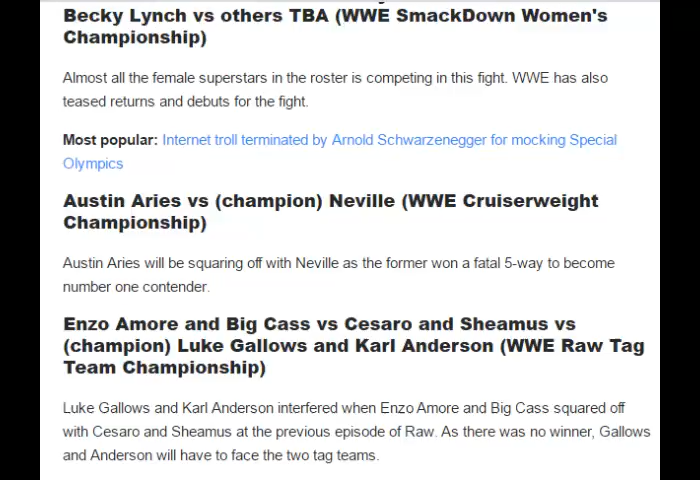 Becky Lynch vs others TBA (WWE SmackDown Women's
Championship)
Almost all the female superstars in the roster is competing in this fight. WWE has also
teased returns and debuts for the fight.
Most popular: Internet troll terminated by Arnold Schwarzenegger for mocking Special
Olympics
Austin Aries vs (champion) Neville (WWE Cruiserweight
Championship)
Austin Aries will be squaring off with Neville as the former won a fatal 5-way to become
number one contender.
Enzo Amore and Big Cass vs Cesaro and Sheamus vs
(champion) Luke Gallows and Karl Anderson (WWE Raw Tag
Team Championship)
Luke Gallows and Karl Anderson interfered when Enzo Amore and Big Cass squared off
with Cesaro and Sheamus at the previous episode of Raw. As there was no winner, Gallows
and Anderson will have to face the two tag teams.